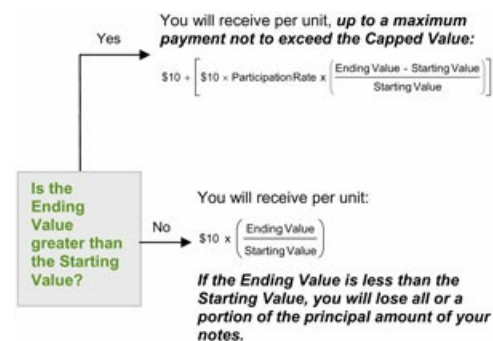 You will receive per unit, up to a maximum
Yes
payment not to exceed the Capped Value:
$10 + [$10 × Participation Rate x (Ending Value - Starting Value / Starting Value)]
Is the
Ending
Value
greater than
the Starting
Value?
You will receive per unit:
No
$10 x (Ending Value / Starting Value)
If the Ending Value is less than the
Starting Value, you will lose all or a
portion of the principal amount of your
notes.